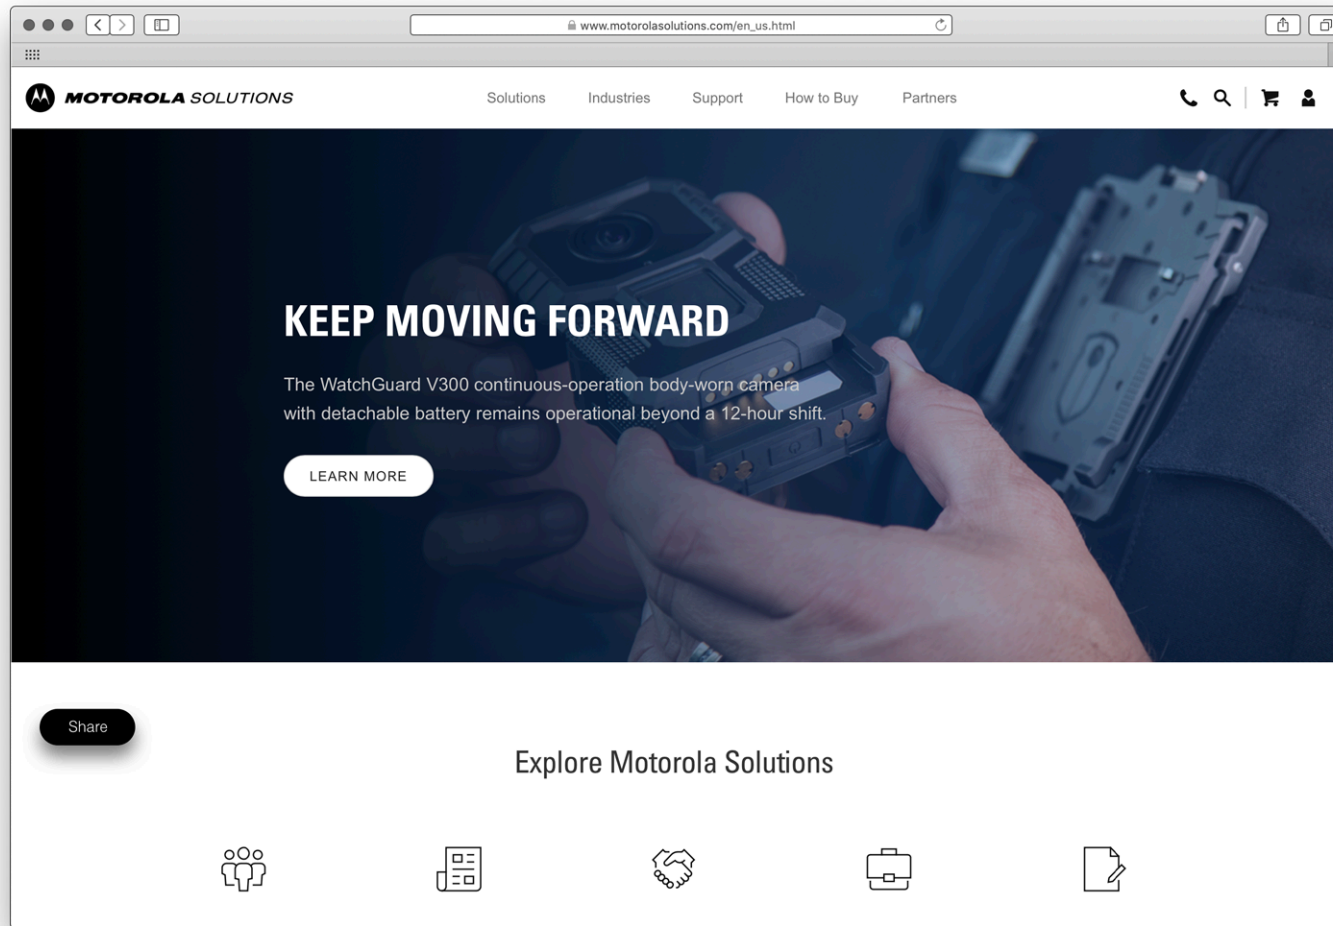 www.motorolasolutions.com/en_us.html
MOTOROLA SOLUTIONS
Solutions
Industries
Support
How to Buy
Partners
KEEP MOVING FORWARD
The WatchGuard V300 continuous-operation body-worn camera
with detachable battery remains operational beyond a 12-hour shift.
LEARN MORE
Share
Explore Motorola Solutions